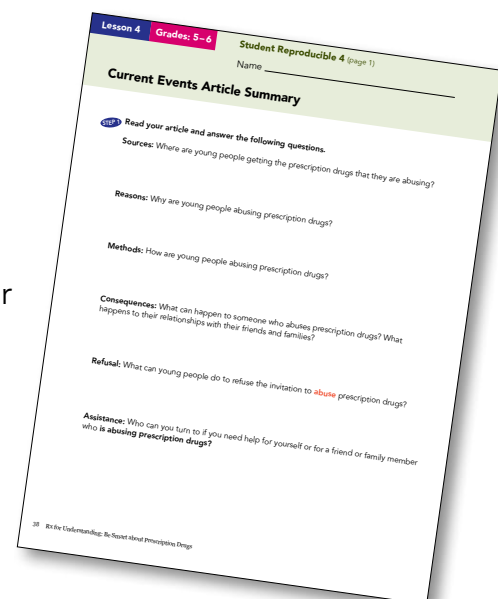 Lesson 4 Grades: 5–6 Student Reproducible 4 (page 1)
Name
Current Events Article Summary
STEP 1 Read your article and answer the following questions.
Sources: Where are young people getting the prescription drugs that they are abusing?
Reasons: Why are young people abusing prescription drugs?
Methods: How are young people abusing prescription drugs?
r
Consequences: What can happen to someone who abuses prescription drugs? What
happens to their relationships with their friends and families?
Refusal: What can young people do to refuse the invitation to abuse prescription drugs?
Assistance: Who can you turn to if you need help for yourself or for a friend or family member
who is abusing prescription drugs?
38 RX for Understanding: Be Smart about Prescription Drugs